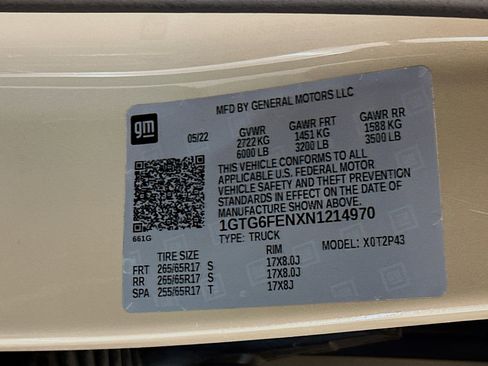 MFD BY GENERAL MOTORS LLC
gm
05/22 GVWR GAWR FRT GAWR RR
2722 KG 1451 KG 1588 KG
6000 LB 3200 LB 3500 LB
THIS VEHICLE CONFORMS TO ALL
APPLICABLE U.S. FEDERAL MOTOR
VEHICLE SAFETY AND THEFT PREVENTION
STANDARDS IN EFFECT ON THE DATE OF
MANUFACTURE SHOWN ABOVE.
1GTG6FENXN1214970
661G
TYPE: TRUCK MODEL: X0T2P43
TIRE SIZE RIM
FRT 265/65R17 S 17X8.0J
RR 265/65R17 S 17X8.0J
SPA 255/65R17 T 17X8J